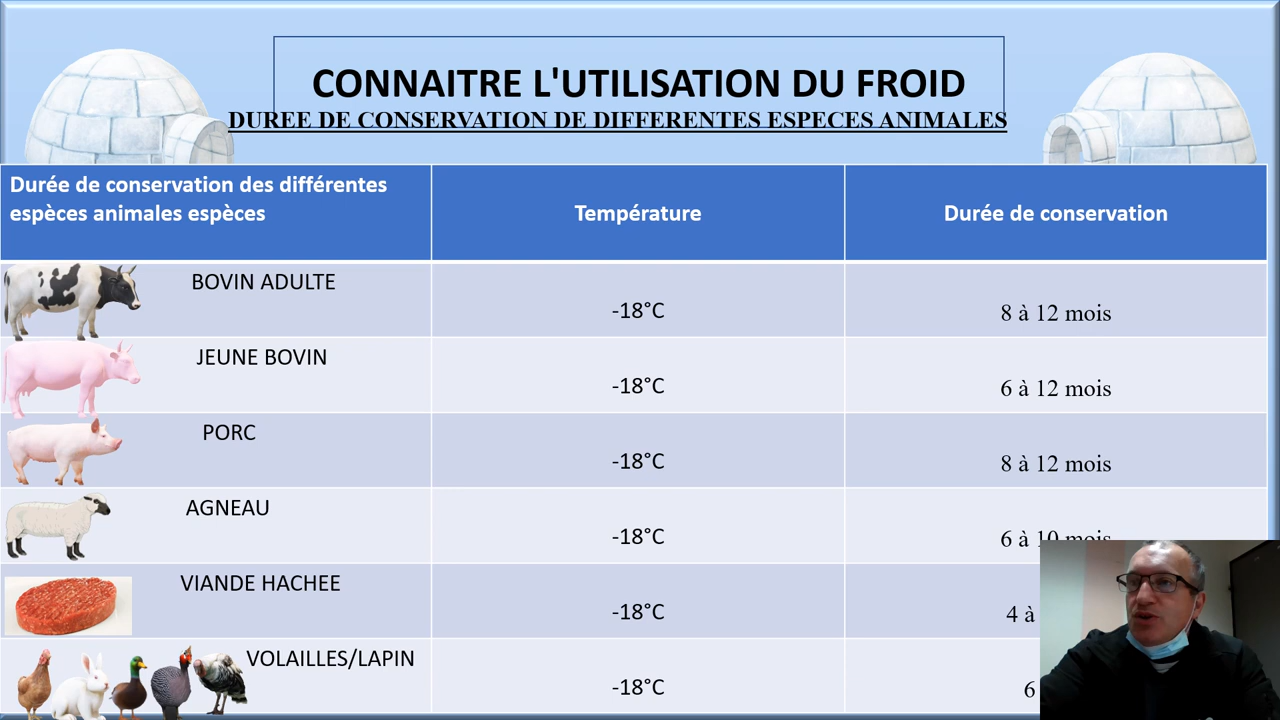 CONNAITRE L'UTILISATION DU FROID
DUREE DE CONSERVATION DE DIFFERENTES ESPECES ANIMALES
Durée de conservation des différentes
espèces animales espèces
Température
Durée de conservation
BOVIN ADULTE
-18°C
8 à 12 mois
JEUNE BOVIN
-18°C
6 à 12 mois
PORC
-18°C
8 à 12 mois
AGNEAU
-18°C
6 à 10 mois
VIANDE HACHEE
-18°C
4 à
VOLAILLES/LAPIN
-18°C
6